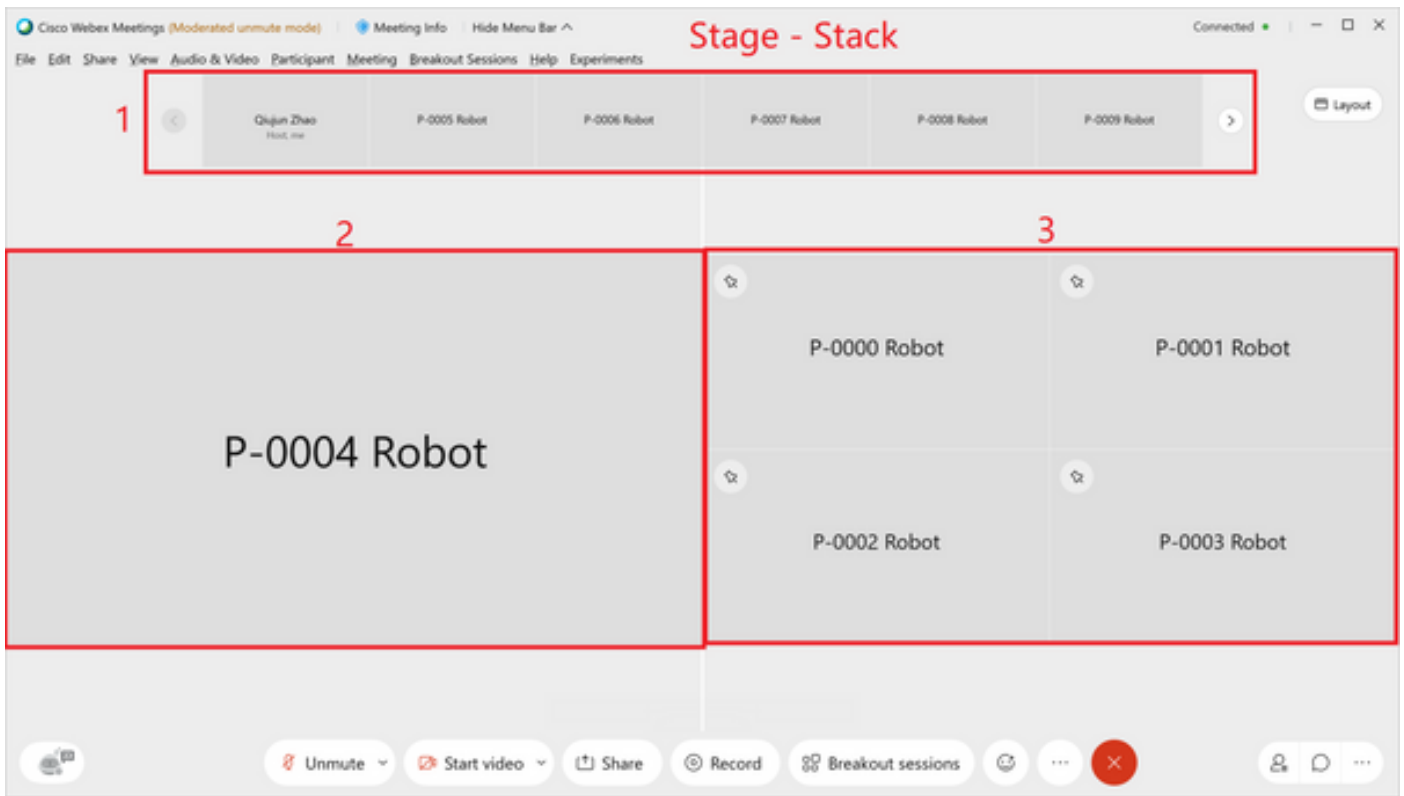 Cisco Webex Meetings (Moderated unmute mode) Meeting Info Hide Menu Bar
Stage - Stack
Connected
File Edit Share View Audio & Video Participant Meeting Breakout Sessions Help Experiments
1
Qiujun Zhao
Host, me
P-0005 Robot
P-0006 Robot
P-0007 Robot
P-0008 Robot
P-0009 Robot
Layout
2
3
P-0004 Robot
P-0000 Robot
P-0001 Robot
P-0002 Robot
P-0003 Robot
Unmute
Start video
Share
Record
Breakout sessions